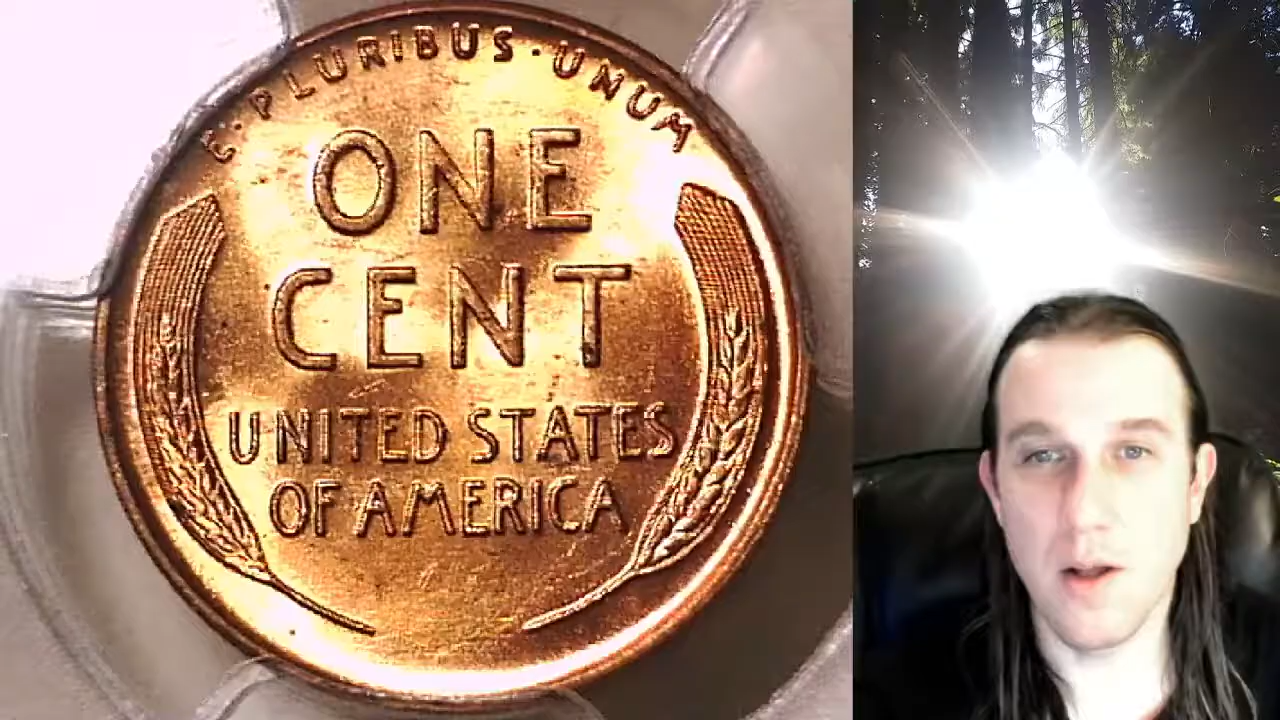 E·PLURIBUS·UNUM
ONE
CENT
UNITED STATES
OF AMERICA